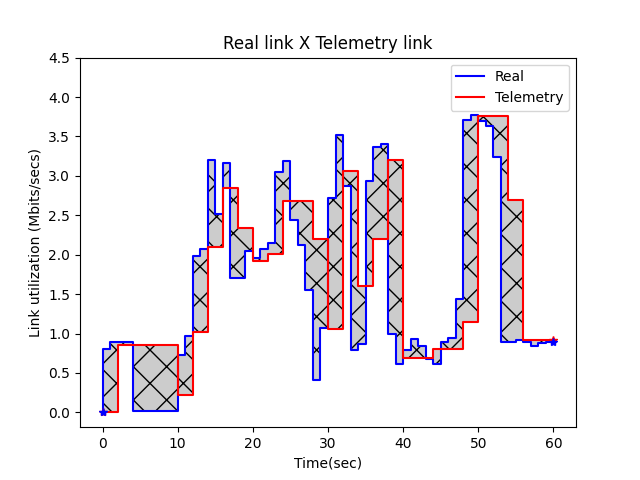 Real link X Telemetry link
Real
Telemetry
Link utilization (Mbits/secs)
4.5
4.0
3.5
3.0
2.5
2.0
1.5
1.0
0.5
0.0
0 10 20 30 40 50 60
Time(sec)